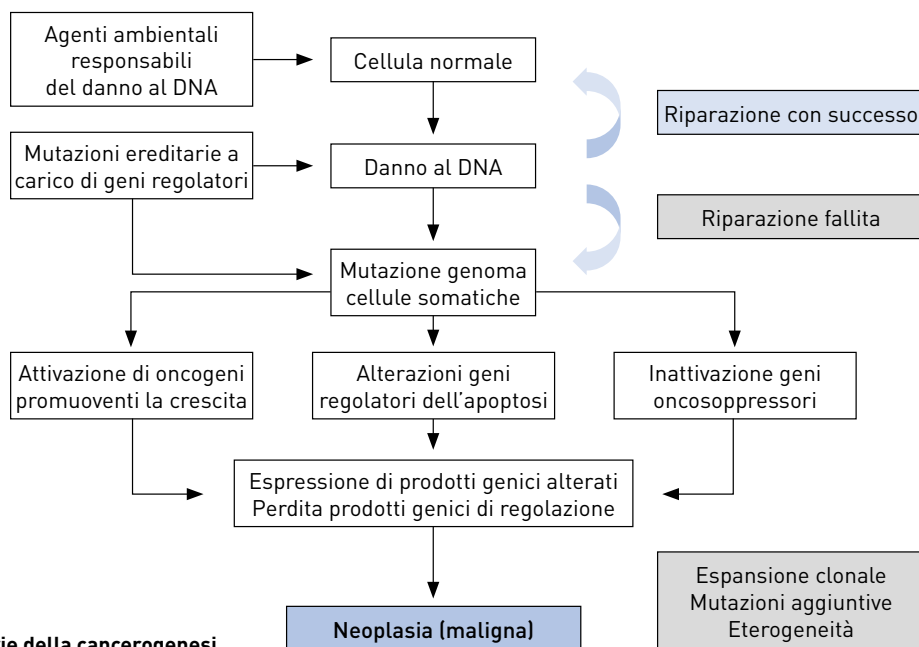 Agenti ambientali
responsabili
del danno al DNA
Cellula normale
Riparazione con successo
Mutazioni ereditarie a
carico di geni regolatori
Danno al DNA
Riparazione fallita
Mutazione genoma
cellule somatiche
Attivazione di oncogeni
promuoventi la crescita
Alterazioni geni
regolatori dell'apoptosi
Inattivazione geni
oncosoppressori
Espressione di prodotti genici alterati
Perdita prodotti genici di regolazione
Espansione clonale
Mutazioni aggiuntive
Eterogeneità
Neoplasia (maligna)
della cancerogenesi